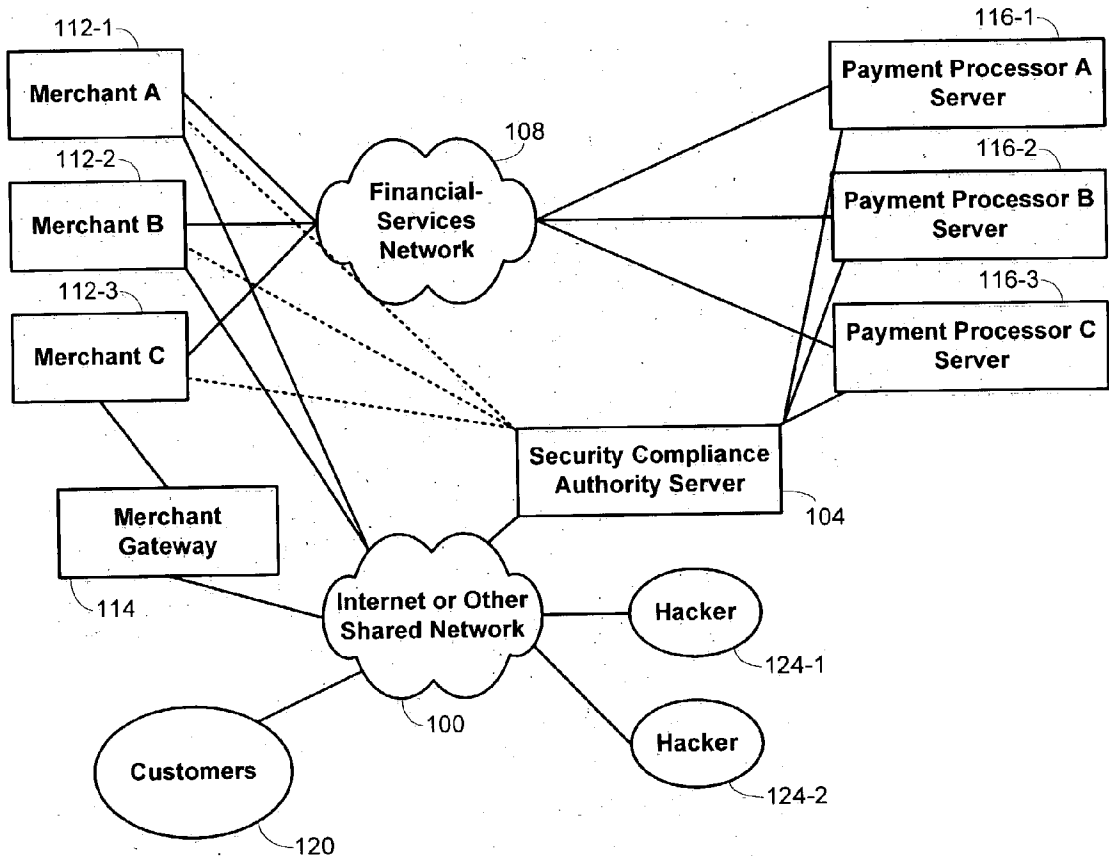 112-1
Merchant A
112-2
Merchant B
112-3
Merchant C
108
Financial-
Services
Network
116-1
Payment Processor A
Server
116-2
Payment Processor B
Server
116-3
Payment Processor C
Server
Security Compliance
Authority Server
104
Merchant
Gateway
114
Internet or Other
Shared Network
100
Hacker
124-1
Hacker
124-2
Customers
120